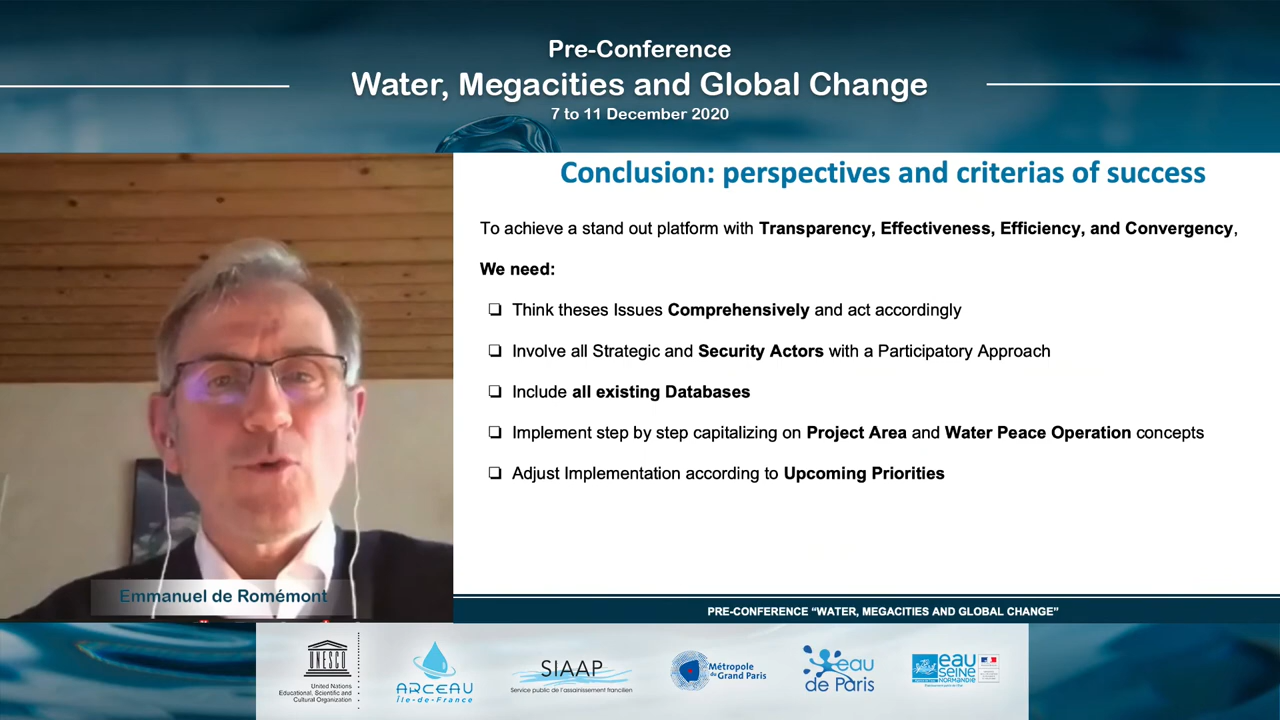 Pre-Conference
Water, Megacities and Global Change
7 to 11 December 2020
Conclusion: perspectives and criterias of success
To achieve a stand out platform with Transparency, Effectiveness, Efficiency, and Convergency,
We need:
❏ Think theses Issues Comprehensively and act accordingly
❏ Involve all Strategic and Security Actors with a Participatory Approach
❏ Include all existing Databases
❏ Implement step by step capitalizing on Project Area and Water Peace Operation concepts
❏ Adjust Implementation according to Upcoming Priorities
Emmanuel de Romémont
PRE-CONFERENCE “WATER, MEGACITIES AND GLOBAL CHANGE”
UNESCO
United Nations
Educational, Scientific and
Cultural Organization
ARCEAU
Île-de-France
SIAAP
Service public de l'assainissement francilien
Métropole
du Grand Paris
eau
de Paris
EAU
SEINE
NORMANDIE